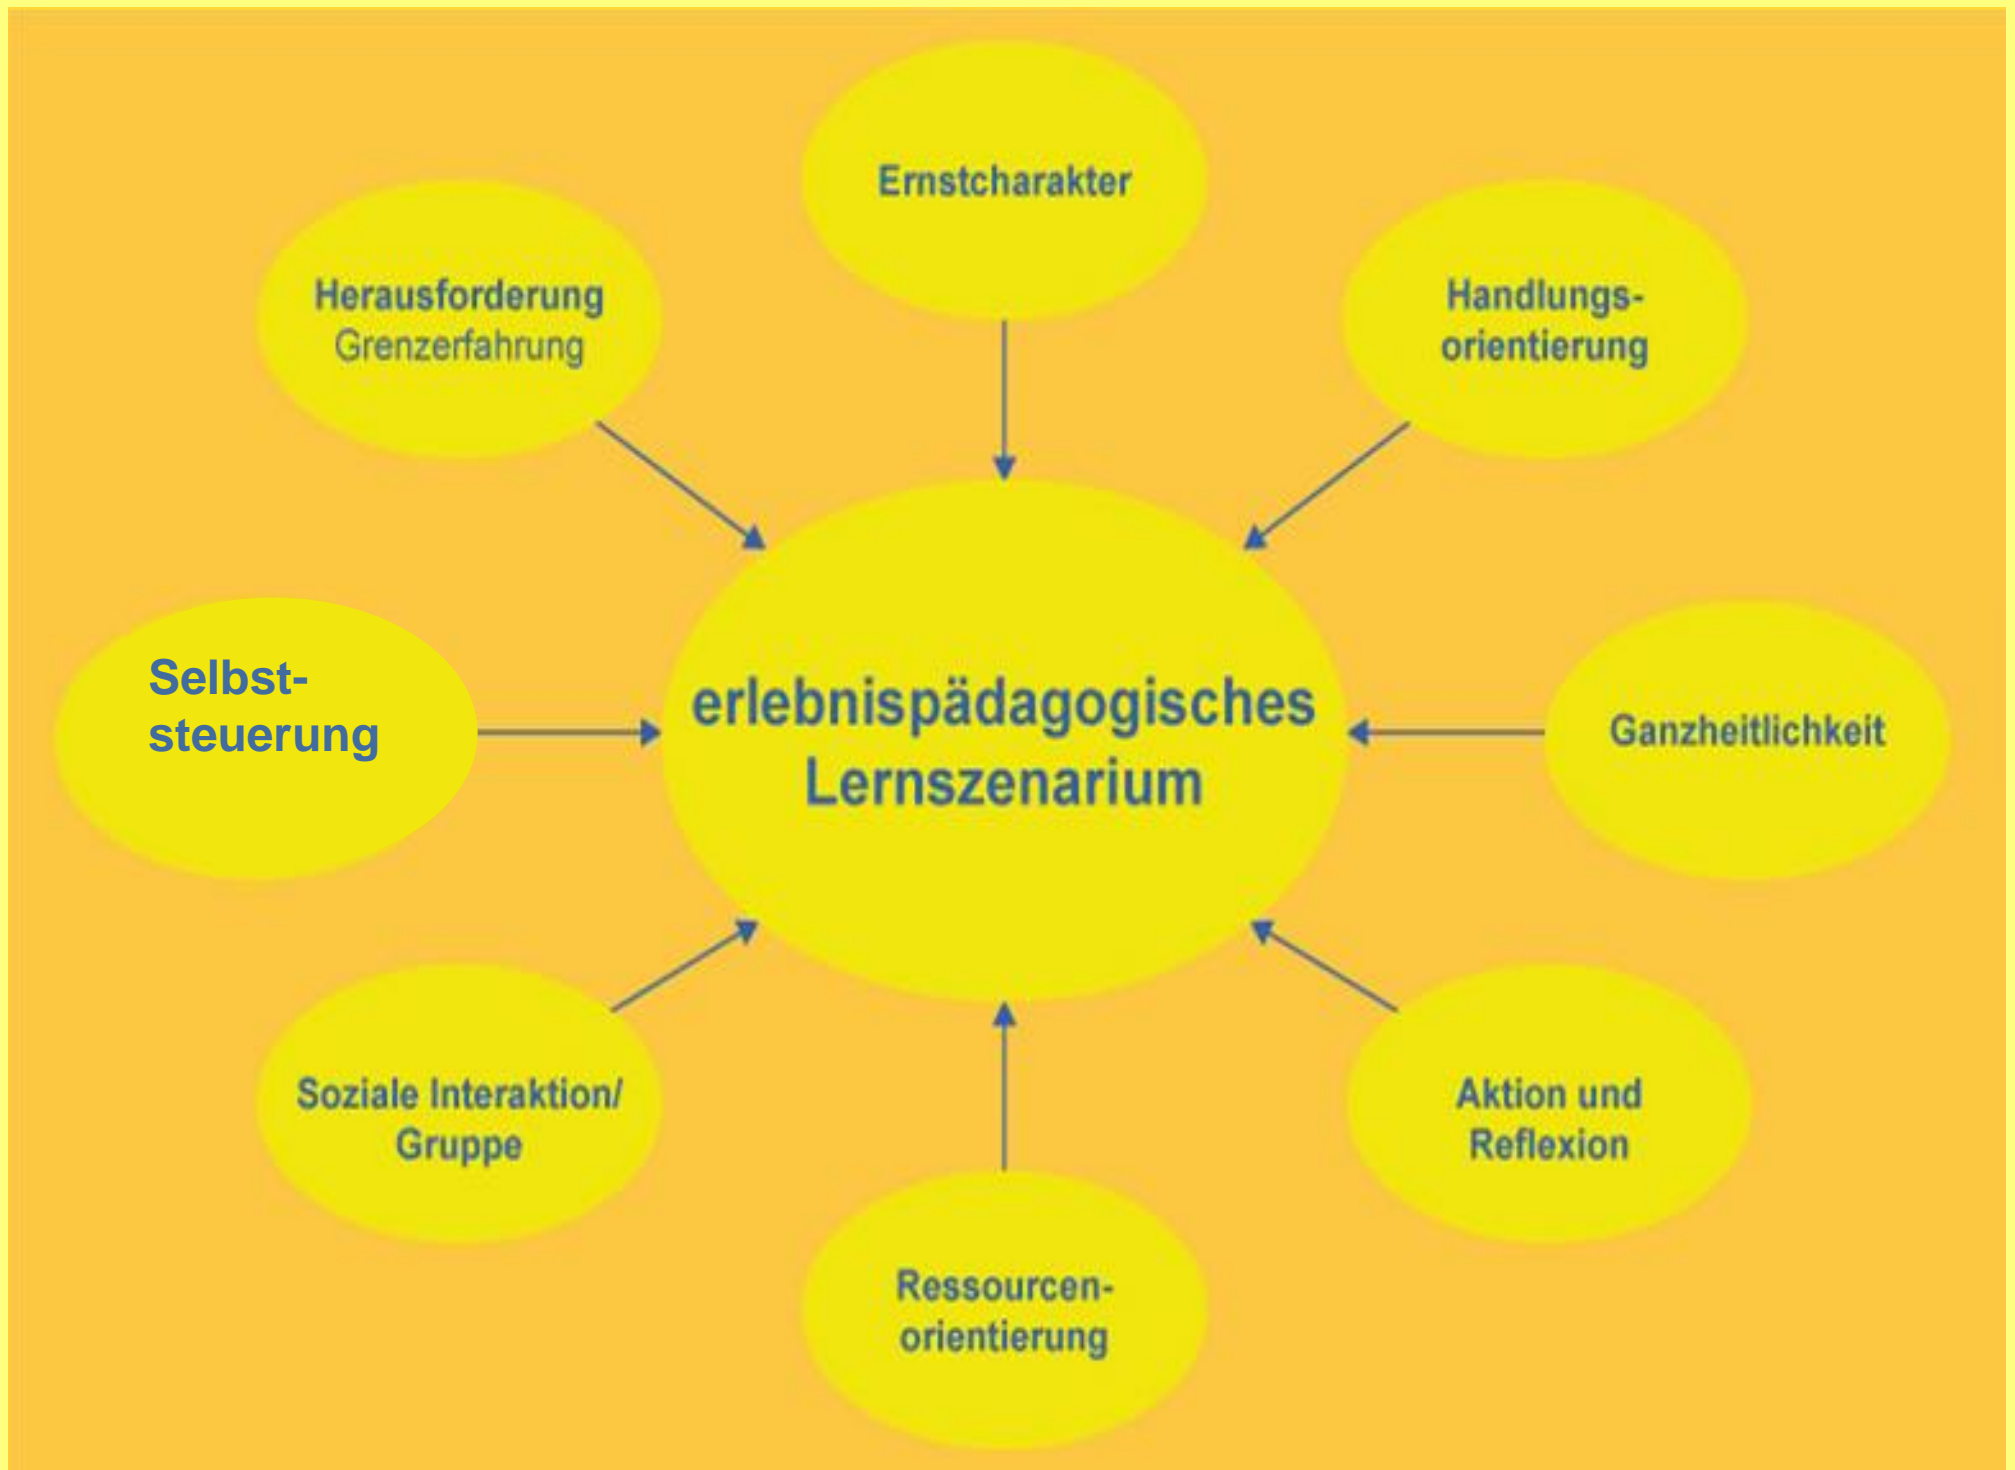 Ernstcharakter
Herausforderung
Grenzerfahrung
Handlungs-
orientierung
Selbst-
steuerung
erlebnispädagogisches
Lernszenarium
Ganzheitlichkeit
Soziale Interaktion/
Gruppe
Aktion und
Reflexion
Ressourcen-
orientierung